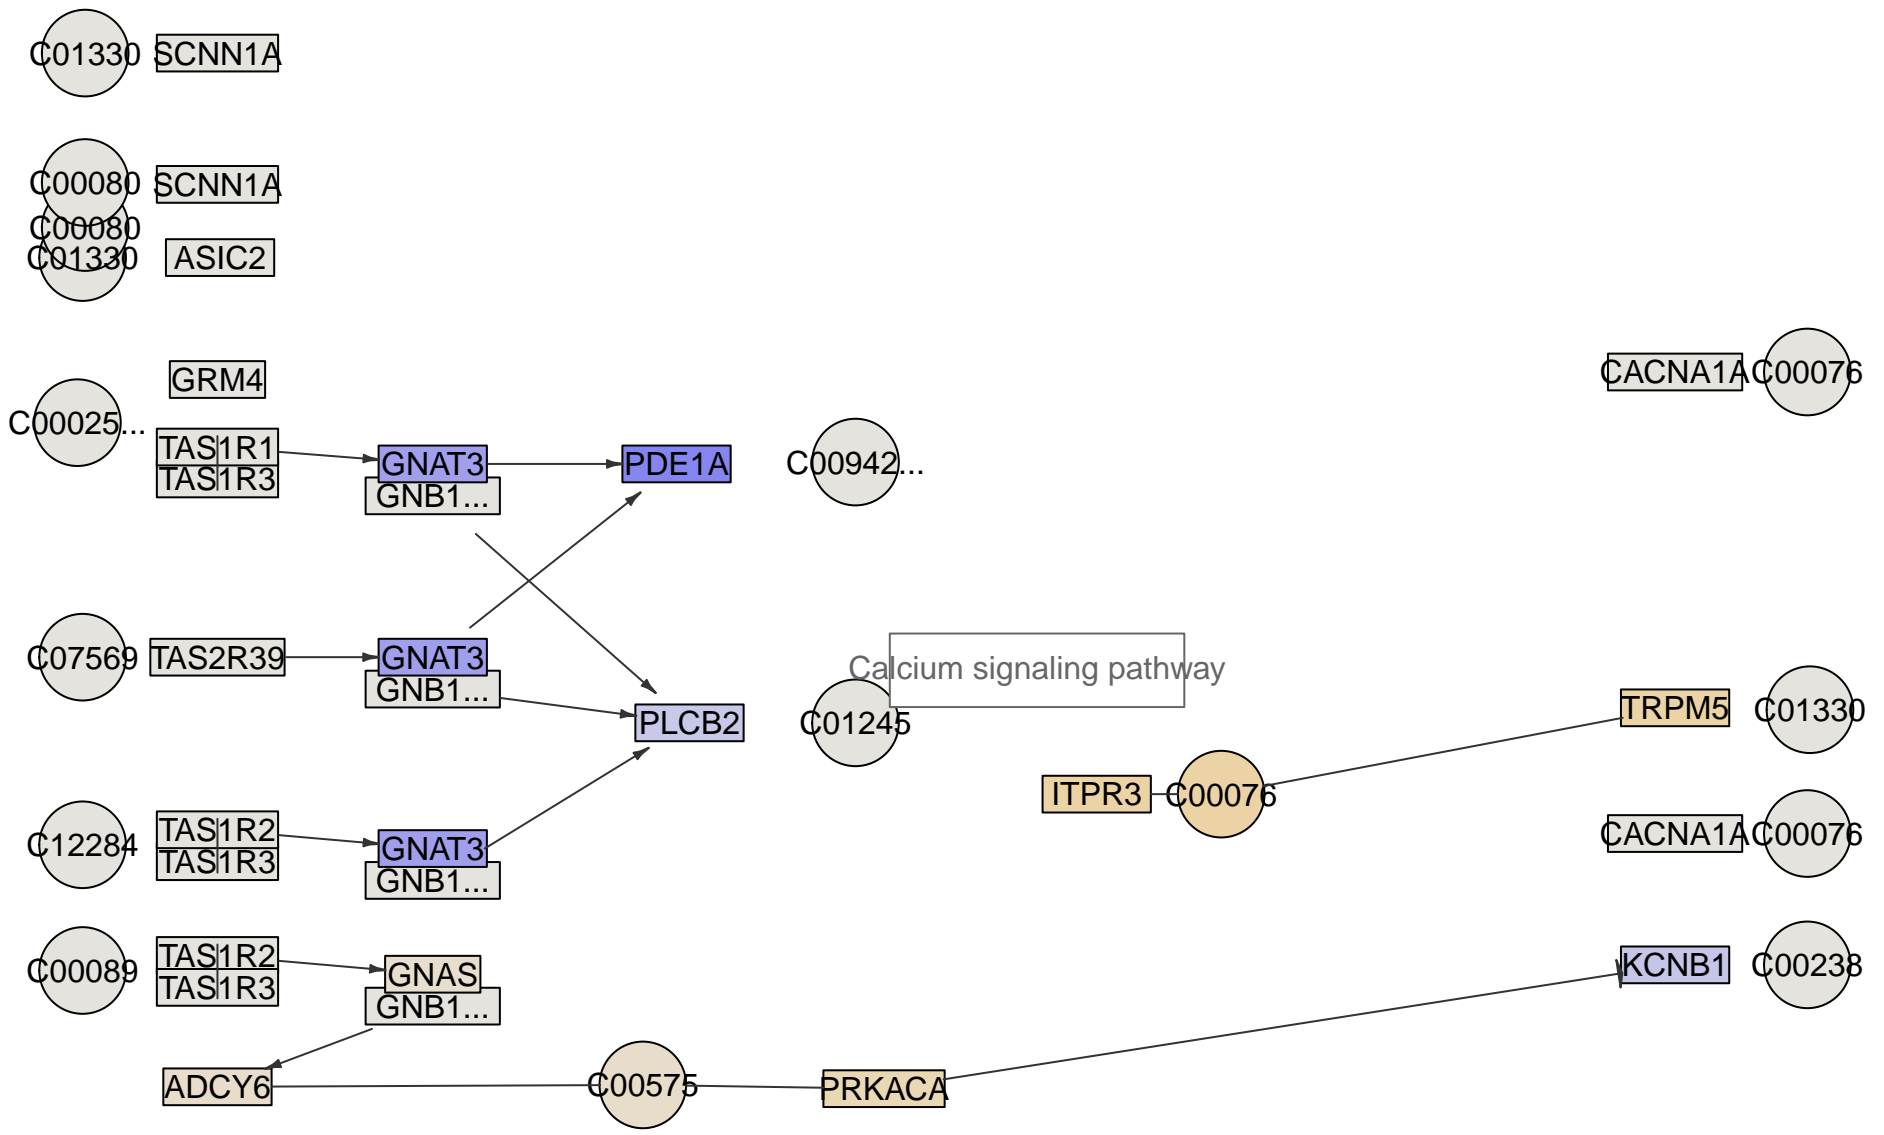 C01330 SCNN1A
C00080 SCNN1A
C00080
C01330 ASIC2
GRM4
CACNA1A C00076
C00025...
TAS1R1
TAS1R3
GNAT3
GNB1...
PDE1A
C00942...
C07569 TAS2R39
GNAT3
GNB1...
Calcium signaling pathway
PLCB2
C01245
TRPM5 C01330
ITPR3 C00076
C12284
TAS1R2
TAS1R3
GNAT3
GNB1...
CACNA1A C00076
C00089
TAS1R2
TAS1R3
GNAS
GNB1...
KCNB1 C00238
ADCY6 C00575 PRKACA